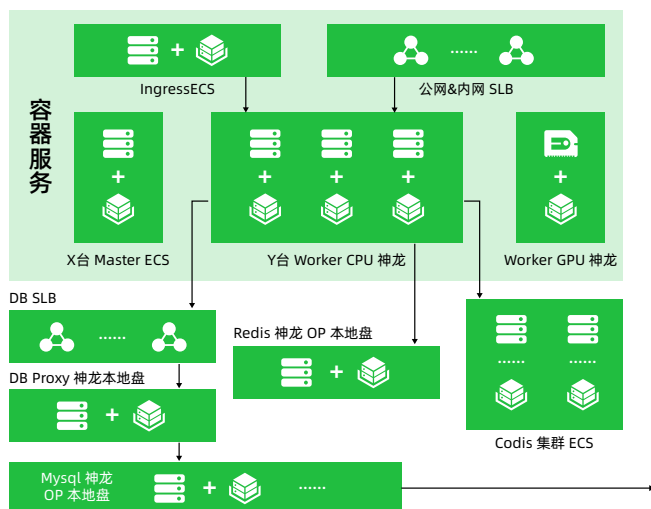 容器服务
IngressECS
公网&内网 SLB
X台 Master ECS
Y台 Worker CPU 神龙
Worker GPU 神龙
DB SLB
Redis 神龙 OP 本地盘
DB Proxy 神龙本地盘
Codis 集群 ECS
Mysql 神龙
OP 本地盘